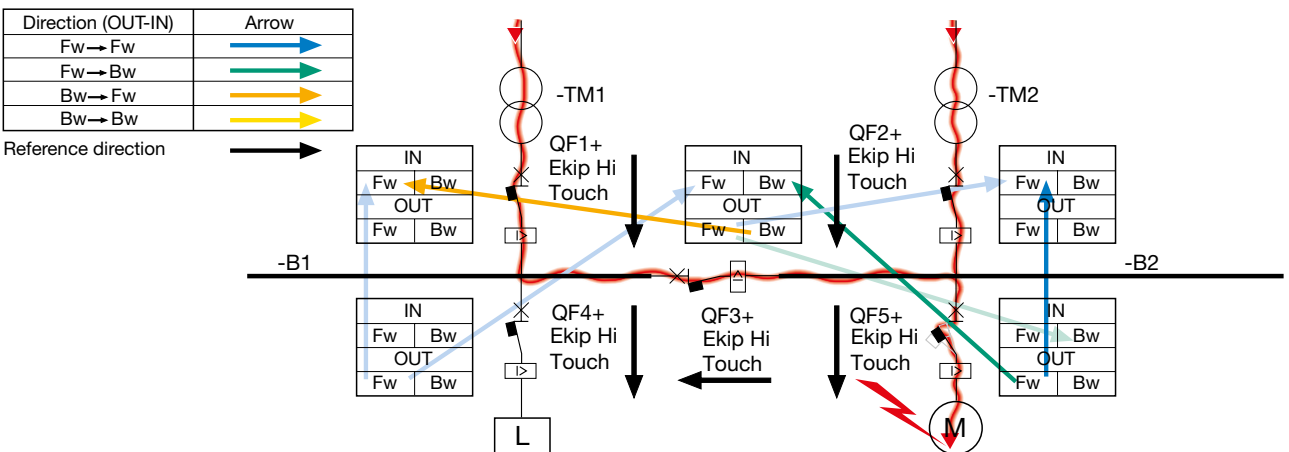 Direction (OUT-IN) Arrow
Fw→Fw
Fw→Bw
Bw→Fw
Bw→Bw
Reference direction
-TM1
-TM2
QF1+
Ekip Hi
Touch
QF2+
Ekip Hi
Touch
IN
Fw Bw
OUT
Fw Bw
IN
Fw Bw
OUT
Fw Bw
IN
Fw Bw
OUT
Fw Bw
-B1
-B2
IN
Fw Bw
OUT
Fw Bw
QF4+
Ekip Hi
Touch
QF3+
Ekip Hi
Touch
QF5+
Ekip Hi
Touch
IN
Fw Bw
OUT
Fw Bw
I>
I>
I>
I>
I>
L
M